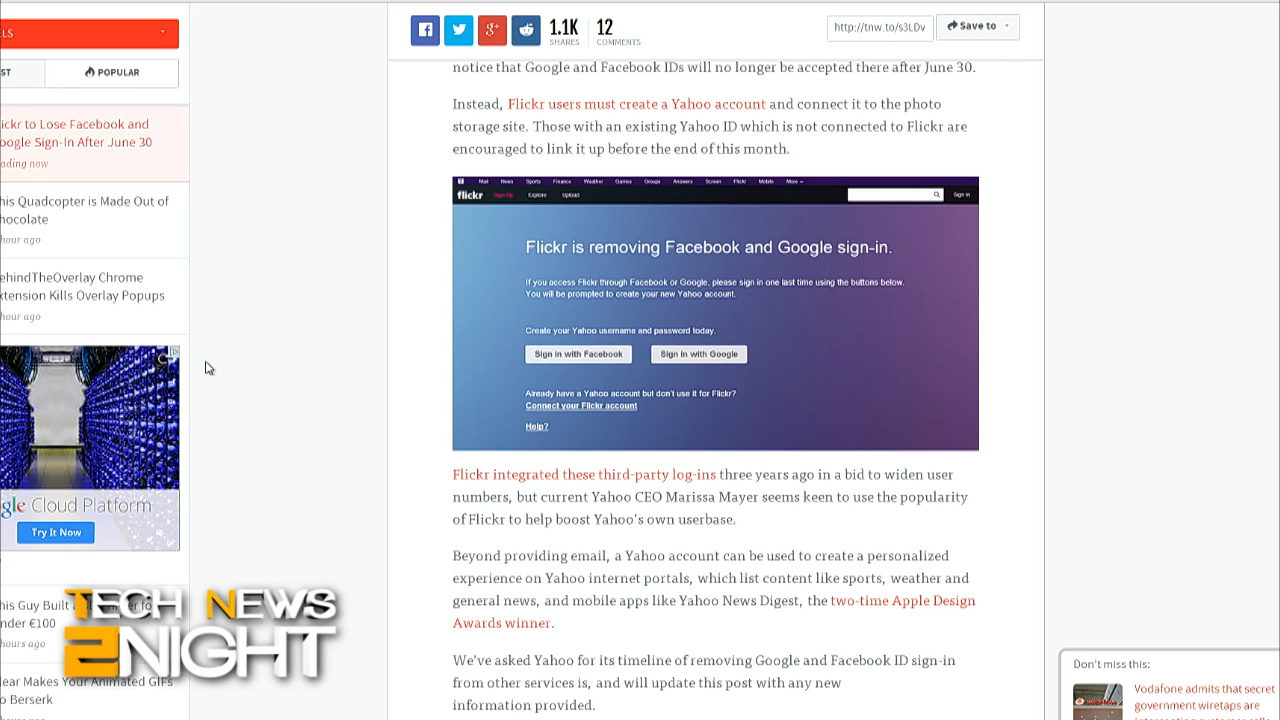 LS
1.1K
SHARES
12
COMMENTS
http://tnw.to/s3LDv
Save to
ST
POPULAR
ickr to Lose Facebook and
oogle Sign-In After June 30
ading now
his Quadcopter is Made Out of
hocolate
hour ago
ehindTheOverlay Chrome
xtension Kills Overlay Popups
hour ago
gle Cloud Platform
Try It Now
his Guy Built
nder €100
hours ago
ear Makes Your Animated GIFs
o Berserk
TECH NEWS
2NIGHT
notice that Google and Facebook IDs will no longer be accepted there after June 30.
Instead, Flickr users must create a Yahoo account and connect it to the photo
storage site. Those with an existing Yahoo ID which is not connected to Flickr are
encouraged to link it up before the end of this month.
Mail News Sports Finance Weather Games Groups Answers Screen Flickr Mobile More
flickr Sign Up Explore Upload Sign In
Flickr is removing Facebook and Google sign-in.
If you access Flickr through Facebook or Google, please sign in one last time using the buttons below.
You will be prompted to create your new Yahoo account.
Create your Yahoo username and password today.
Sign in with Facebook Sign in with Google
Already have a Yahoo account but don't use it for Flickr?
Connect your Flickr account
Help?
Flickr integrated these third-party log-ins three years ago in a bid to widen user
numbers, but current Yahoo CEO Marissa Mayer seems keen to use the popularity
of Flickr to help boost Yahoo's own userbase.
Beyond providing email, a Yahoo account can be used to create a personalized
experience on Yahoo internet portals, which list content like sports, weather and
general news, and mobile apps like Yahoo News Digest, the two-time Apple Design
Awards winner.
We've asked Yahoo for its timeline of removing Google and Facebook ID sign-in
from other services is, and will update this post with any new
information provided.
Don't miss this:
Vodafone admits that secret
government wiretaps are